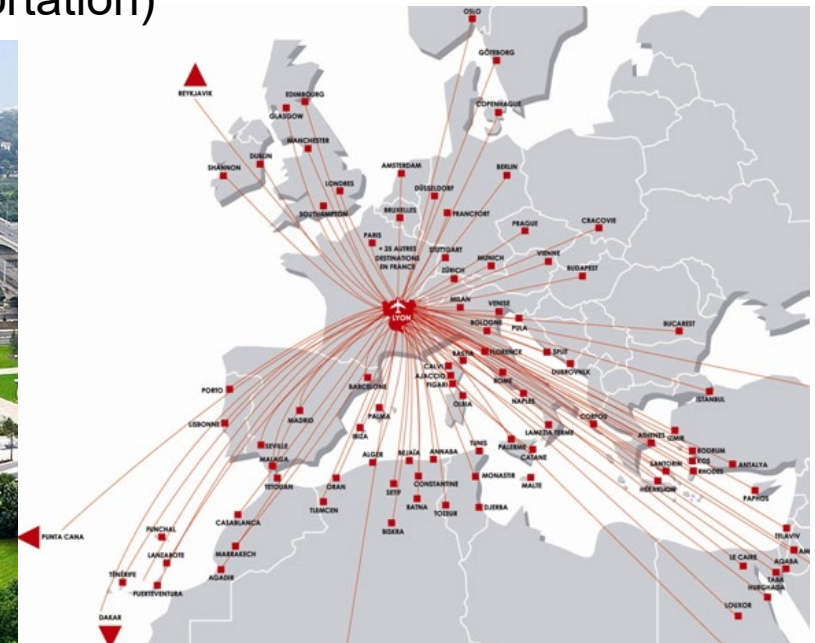 ortation)
OSLO
GÖTEBORG
REYKJAVIK
EDIMBOURG
GLASGOW
COPENHAGUE
MANCHESTER
DUBLIN
SHANNON
AMSTERDAM
BERLIN
LONDRES
DÜSSELDORF
SOUTHAMPTON
BRUXELLES
FRANCFORT
PRAGUE
CRACOVIE
PARIS
+ 25 AUTRES
DESTINATIONS
EN FRANCE
STUTTGART
ZÜRICH
MUNICH
VIENNE
BUDAPEST
MILAN
VENISE
LYON
BOLOGNE
PULA
BUCAREST
BASTIA
FLORENCE
SPLIT
CALVI
AJACCIO
FIGARI
DUBROVNIK
ROME
BARCELONE
PORTO
OLBIA
NAPLES
ISTANBUL
MADRID
PALMA
LISBONNE
IBIZA
CORFOU
LAMEZIA TERME
ATHENES
IZMIR
SEVILLE
MALAGA
TETOUAN
ALGER
BEJAÏA
ANNABA
TUNIS
PALERME
CATANE
BODRUM
KOS
RHODES
ANTALYA
SANTORIN
HÉRAKLION
ORAN
TLEMCEN
SETIF
CONSTANTINE
BATNA
TOZEUR
MONASTIR
MALTE
DJERBA
PAPHOS
BISKRA
CASABLANCA
FUNCHAL
PUNTA CANA
LANZAROTE
MARRAKECH
AGADIR
TÉNÉRIFE
FUERTEVENTURA
DAKAR
TEL AVIV
AM
LE CAIRE
AQABA
TABA
HURGHADA
LOUXOR